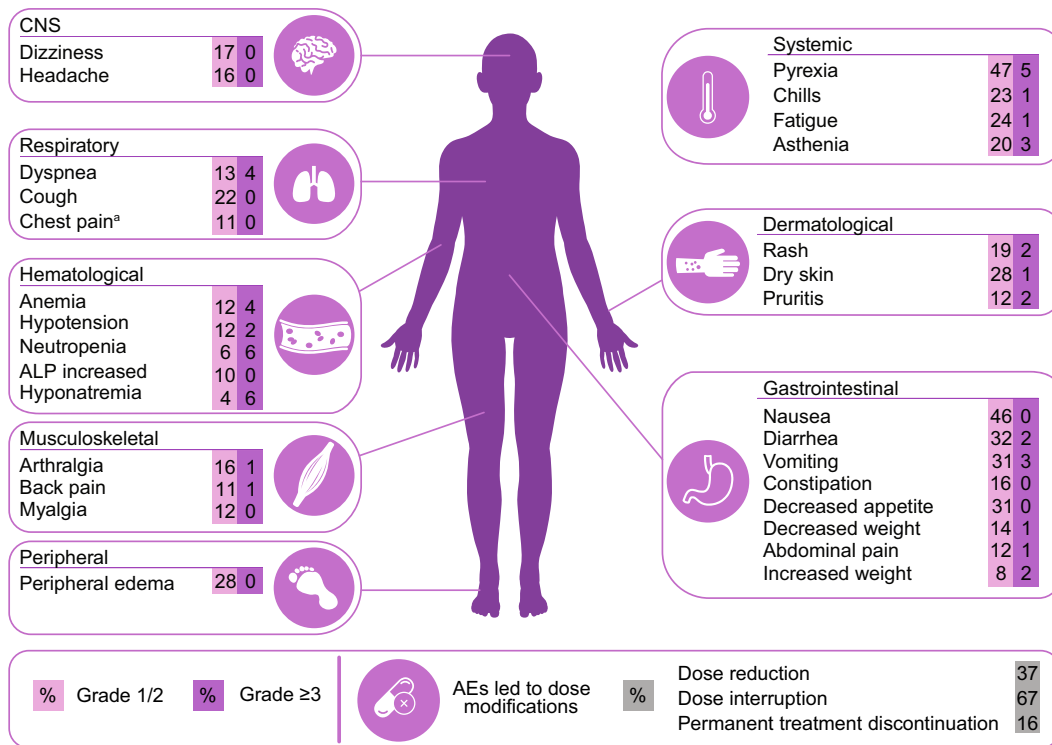 CNS
Dizziness 17 0
Headache 16 0
Respiratory
Dyspnea 13 4
Cough 22 0
Chest painᵃ 11 0
Hematological
Anemia 12 4
Hypotension 12 2
Neutropenia 6 6
ALP increased 10 0
Hyponatremia 4 6
Musculoskeletal
Arthralgia 16 1
Back pain 11 1
Myalgia 12 0
Peripheral
Peripheral edema 28 0
Systemic
Pyrexia 47 5
Chills 23 1
Fatigue 24 1
Asthenia 20 3
Dermatological
Rash 19 2
Dry skin 28 1
Pruritis 12 2
Gastrointestinal
Nausea 46 0
Diarrhea 32 2
Vomiting 31 3
Constipation 16 0
Decreased appetite 31 0
Decreased weight 14 1
Abdominal pain 12 1
Increased weight 8 2
% Grade 1/2 % Grade ≥3
AEs led to dose
modifications
%
Dose reduction 37
Dose interruption 67
Permanent treatment discontinuation 16